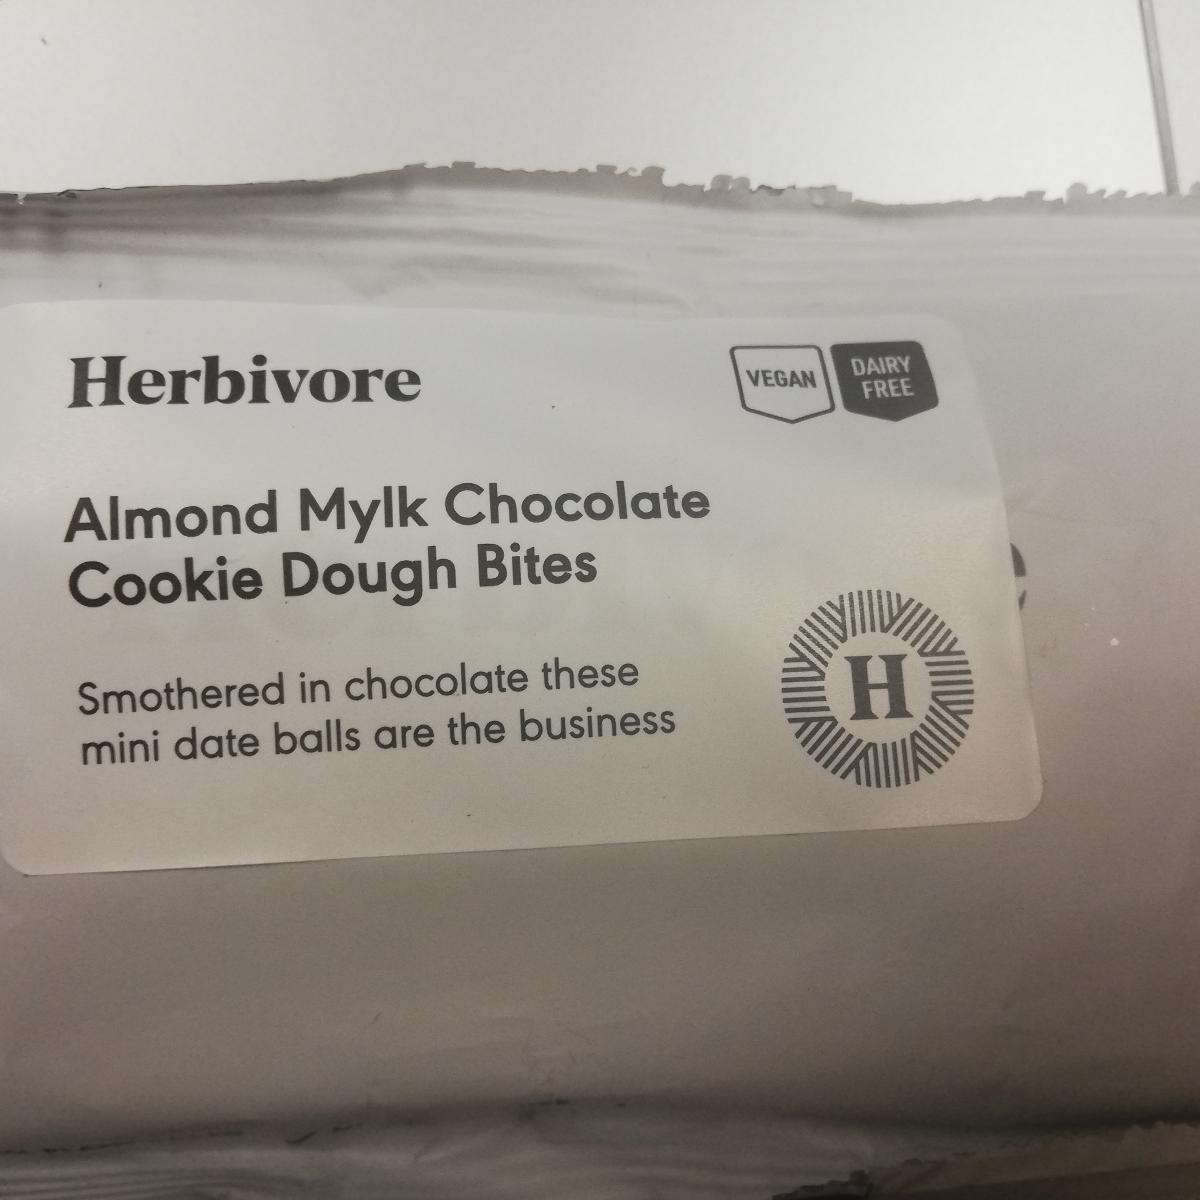 Herbivore
VEGAN
DAIRY
FREE
Almond Mylk Chocolate
Cookie Dough Bites
Smothered in chocolate these
mini date balls are the business
H